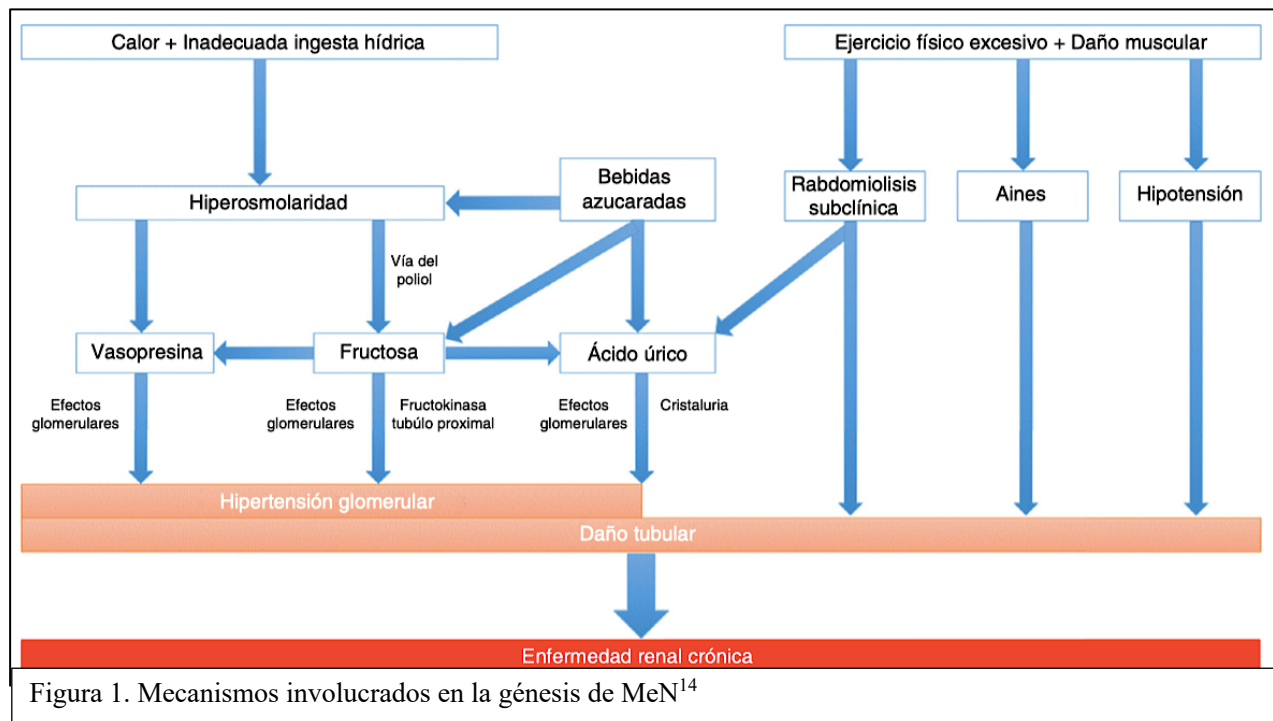 Calor + Inadecuada ingesta hídrica
Ejercicio físico excesivo + Daño muscular
Hiperosmolaridad
Bebidas
azucaradas
Rabdomiolisis
subclínica
Aines
Hipotensión
Vía del
poliol
Vasopresina
Fructosa
Ácido úrico
Efectos
glomerulares
Efectos
glomerulares
Fructokinasa
tubúlo proximal
Efectos
glomerulares
Cristaluria
Hipertensión glomerular
Daño tubular
Enfermedad renal crónica
Figura 1. Mecanismos involucrados en la génesis de MeN14